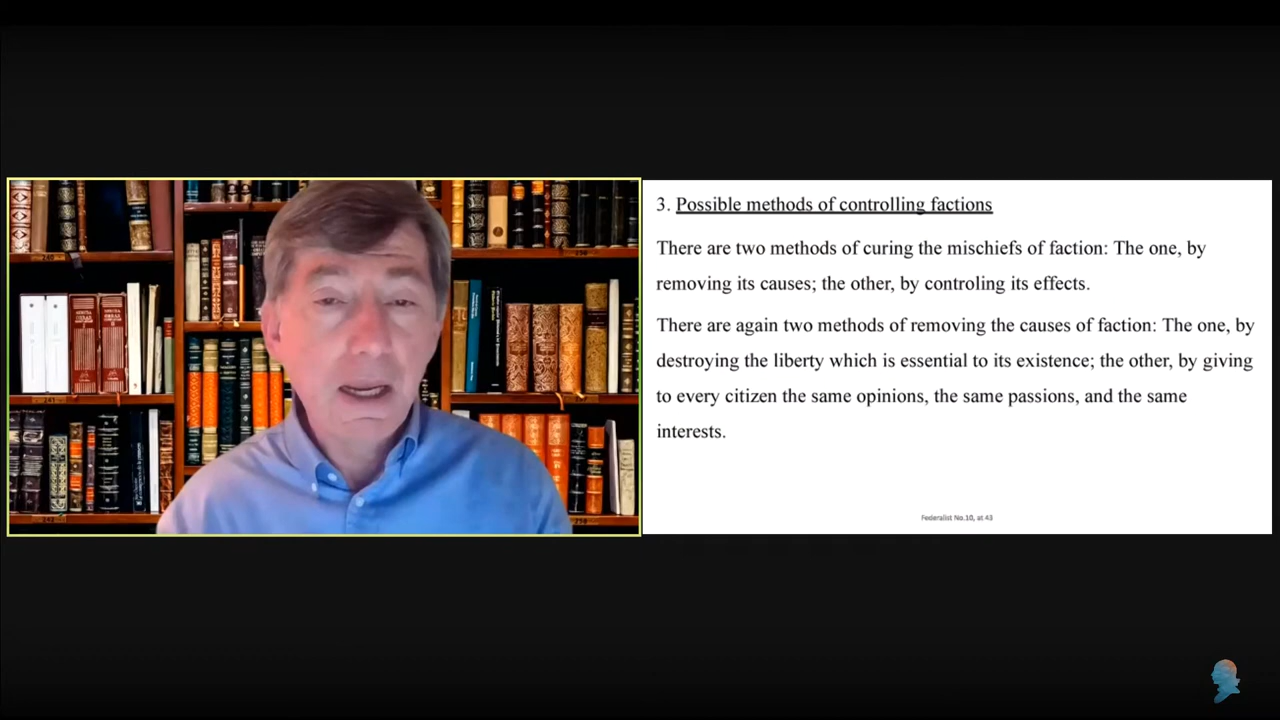 3. Possible methods of controlling factions
There are two methods of curing the mischiefs of faction: The one, by
removing its causes; the other, by controling its effects.
There are again two methods of removing the causes of faction: The one, by
destroying the liberty which is essential to its existence; the other, by giving
to every citizen the same opinions, the same passions, and the same
interests.
Federalist No.10, at 43